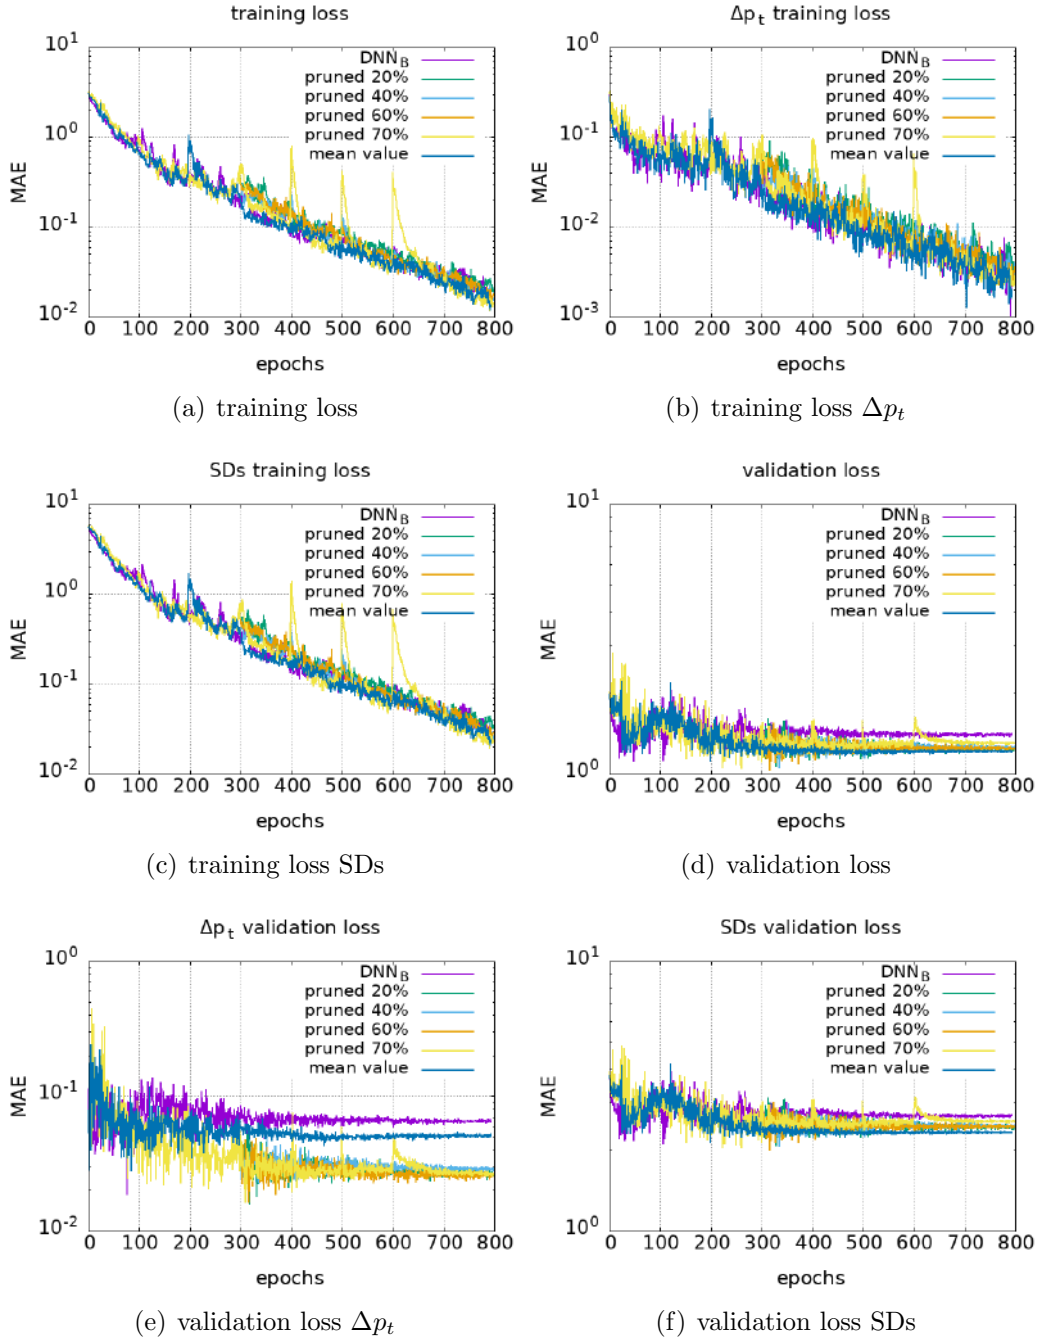 training loss
10^1
10^0
10^-1
10^-2
MAE
DNN_B
pruned 20%
pruned 40%
pruned 60%
pruned 70%
mean value
0 100 200 300 400 500 600 700 800
epochs
(a) training loss
Δp_t training loss
10^0
10^-1
10^-2
10^-3
MAE
DNN_B
pruned 20%
pruned 40%
pruned 60%
pruned 70%
mean value
0 100 200 300 400 500 600 700 800
epochs
(b) training loss Δp_t
SDs training loss
10^1
10^0
10^-1
10^-2
MAE
DNN_B
pruned 20%
pruned 40%
pruned 60%
pruned 70%
mean value
0 100 200 300 400 500 600 700 800
epochs
(c) training loss SDs
validation loss
10^1
10^0
MAE
DNN_B
pruned 20%
pruned 40%
pruned 60%
pruned 70%
mean value
0 100 200 300 400 500 600 700 800
epochs
(d) validation loss
Δp_t validation loss
10^0
10^-1
10^-2
MAE
DNN_B
pruned 20%
pruned 40%
pruned 60%
pruned 70%
mean value
0 100 200 300 400 500 600 700 800
epochs
(e) validation loss Δp_t
SDs validation loss
10^1
10^0
MAE
DNN_B
pruned 20%
pruned 40%
pruned 60%
pruned 70%
mean value
0 100 200 300 400 500 600 700 800
epochs
(f) validation loss SDs